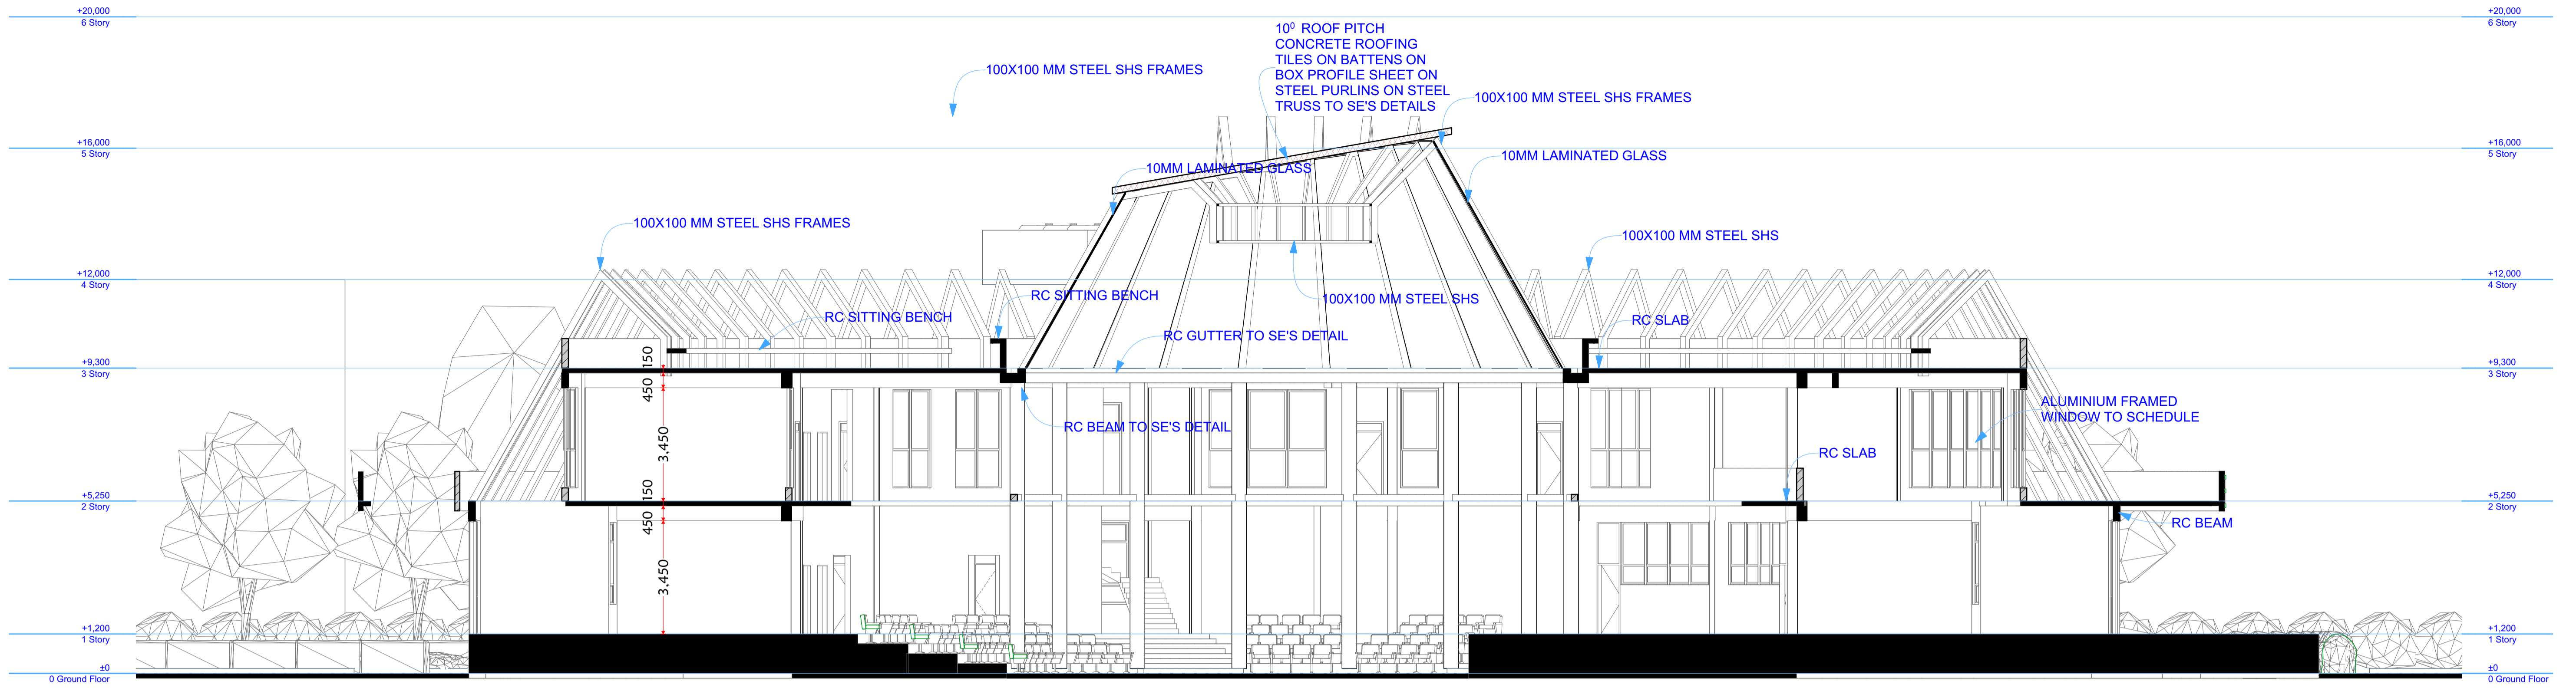 +20,000
6 Story
+20,000
6 Story
10⁰ ROOF PITCH
CONCRETE ROOFING
TILES ON BATTENS ON
BOX PROFILE SHEET ON
STEEL PURLINS ON STEEL
TRUSS TO SE'S DETAILS
100X100 MM STEEL SHS FRAMES
100X100 MM STEEL SHS FRAMES
+16,000
5 Story
+16,000
5 Story
10MM LAMINATED GLASS
10MM LAMINATED GLASS
100X100 MM STEEL SHS FRAMES
100X100 MM STEEL SHS
+12,000
4 Story
+12,000
4 Story
RC SITTING BENCH
100X100 MM STEEL SHS
RC SITTING BENCH
RC SLAB
RC GUTTER TO SE'S DETAIL
+9,300
3 Story
150
+9,300
3 Story
450
ALUMINIUM FRAMED
WINDOW TO SCHEDULE
RC BEAM TO SE'S DETAIL
3,450
RC SLAB
+5,250
2 Story
150
+5,250
2 Story
450
RC BEAM
3,450
+1,200
1 Story
+1,200
1 Story
±0
0 Ground Floor
±0
0 Ground Floor